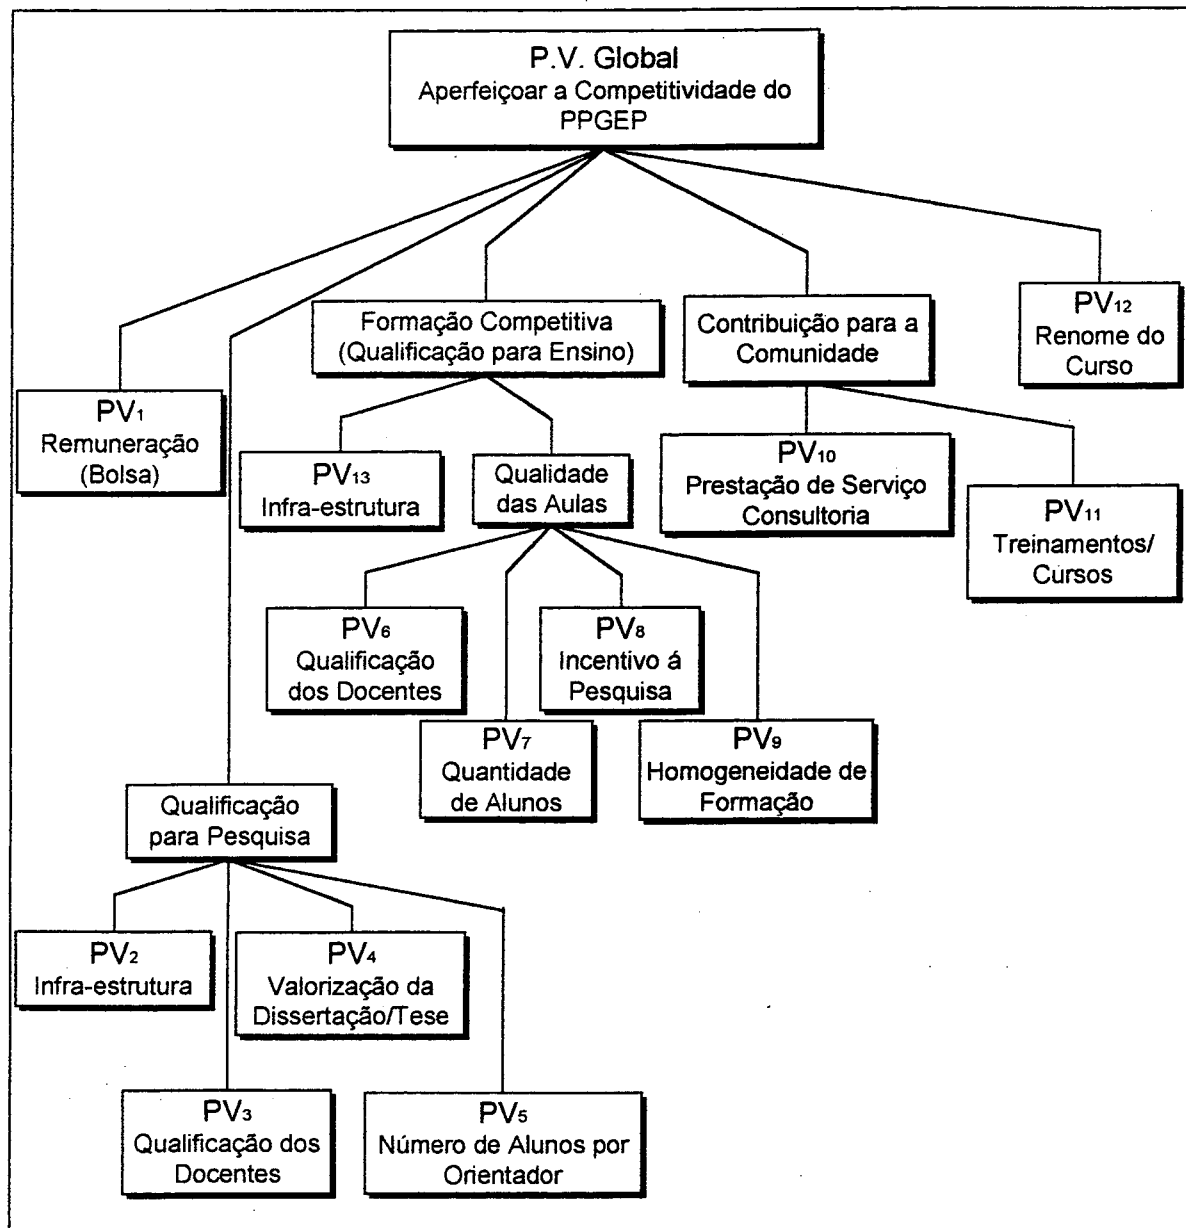 P.V. Global
Aperfeiçoar a Competitividade do
PPGEP
Formação Competitiva
(Qualificação para Ensino)
Contribuição para a
Comunidade
PV12
Renome do
Curso
PV1
Remuneração
(Bolsa)
PV13
Infra-estrutura
Qualidade
das Aulas
PV10
Prestação de Serviço
Consultoria
PV11
Treinamentos/
Cursos
PV6
Qualificação
dos Docentes
PV8
Incentivo á
Pesquisa
PV7
Quantidade
de Alunos
PV9
Homogeneidade de
Formação
Qualificação
para Pesquisa
PV2
Infra-estrutura
PV4
Valorização da
Dissertação/Tese
PV3
Qualificação dos
Docentes
PV5
Número de Alunos por
Orientador